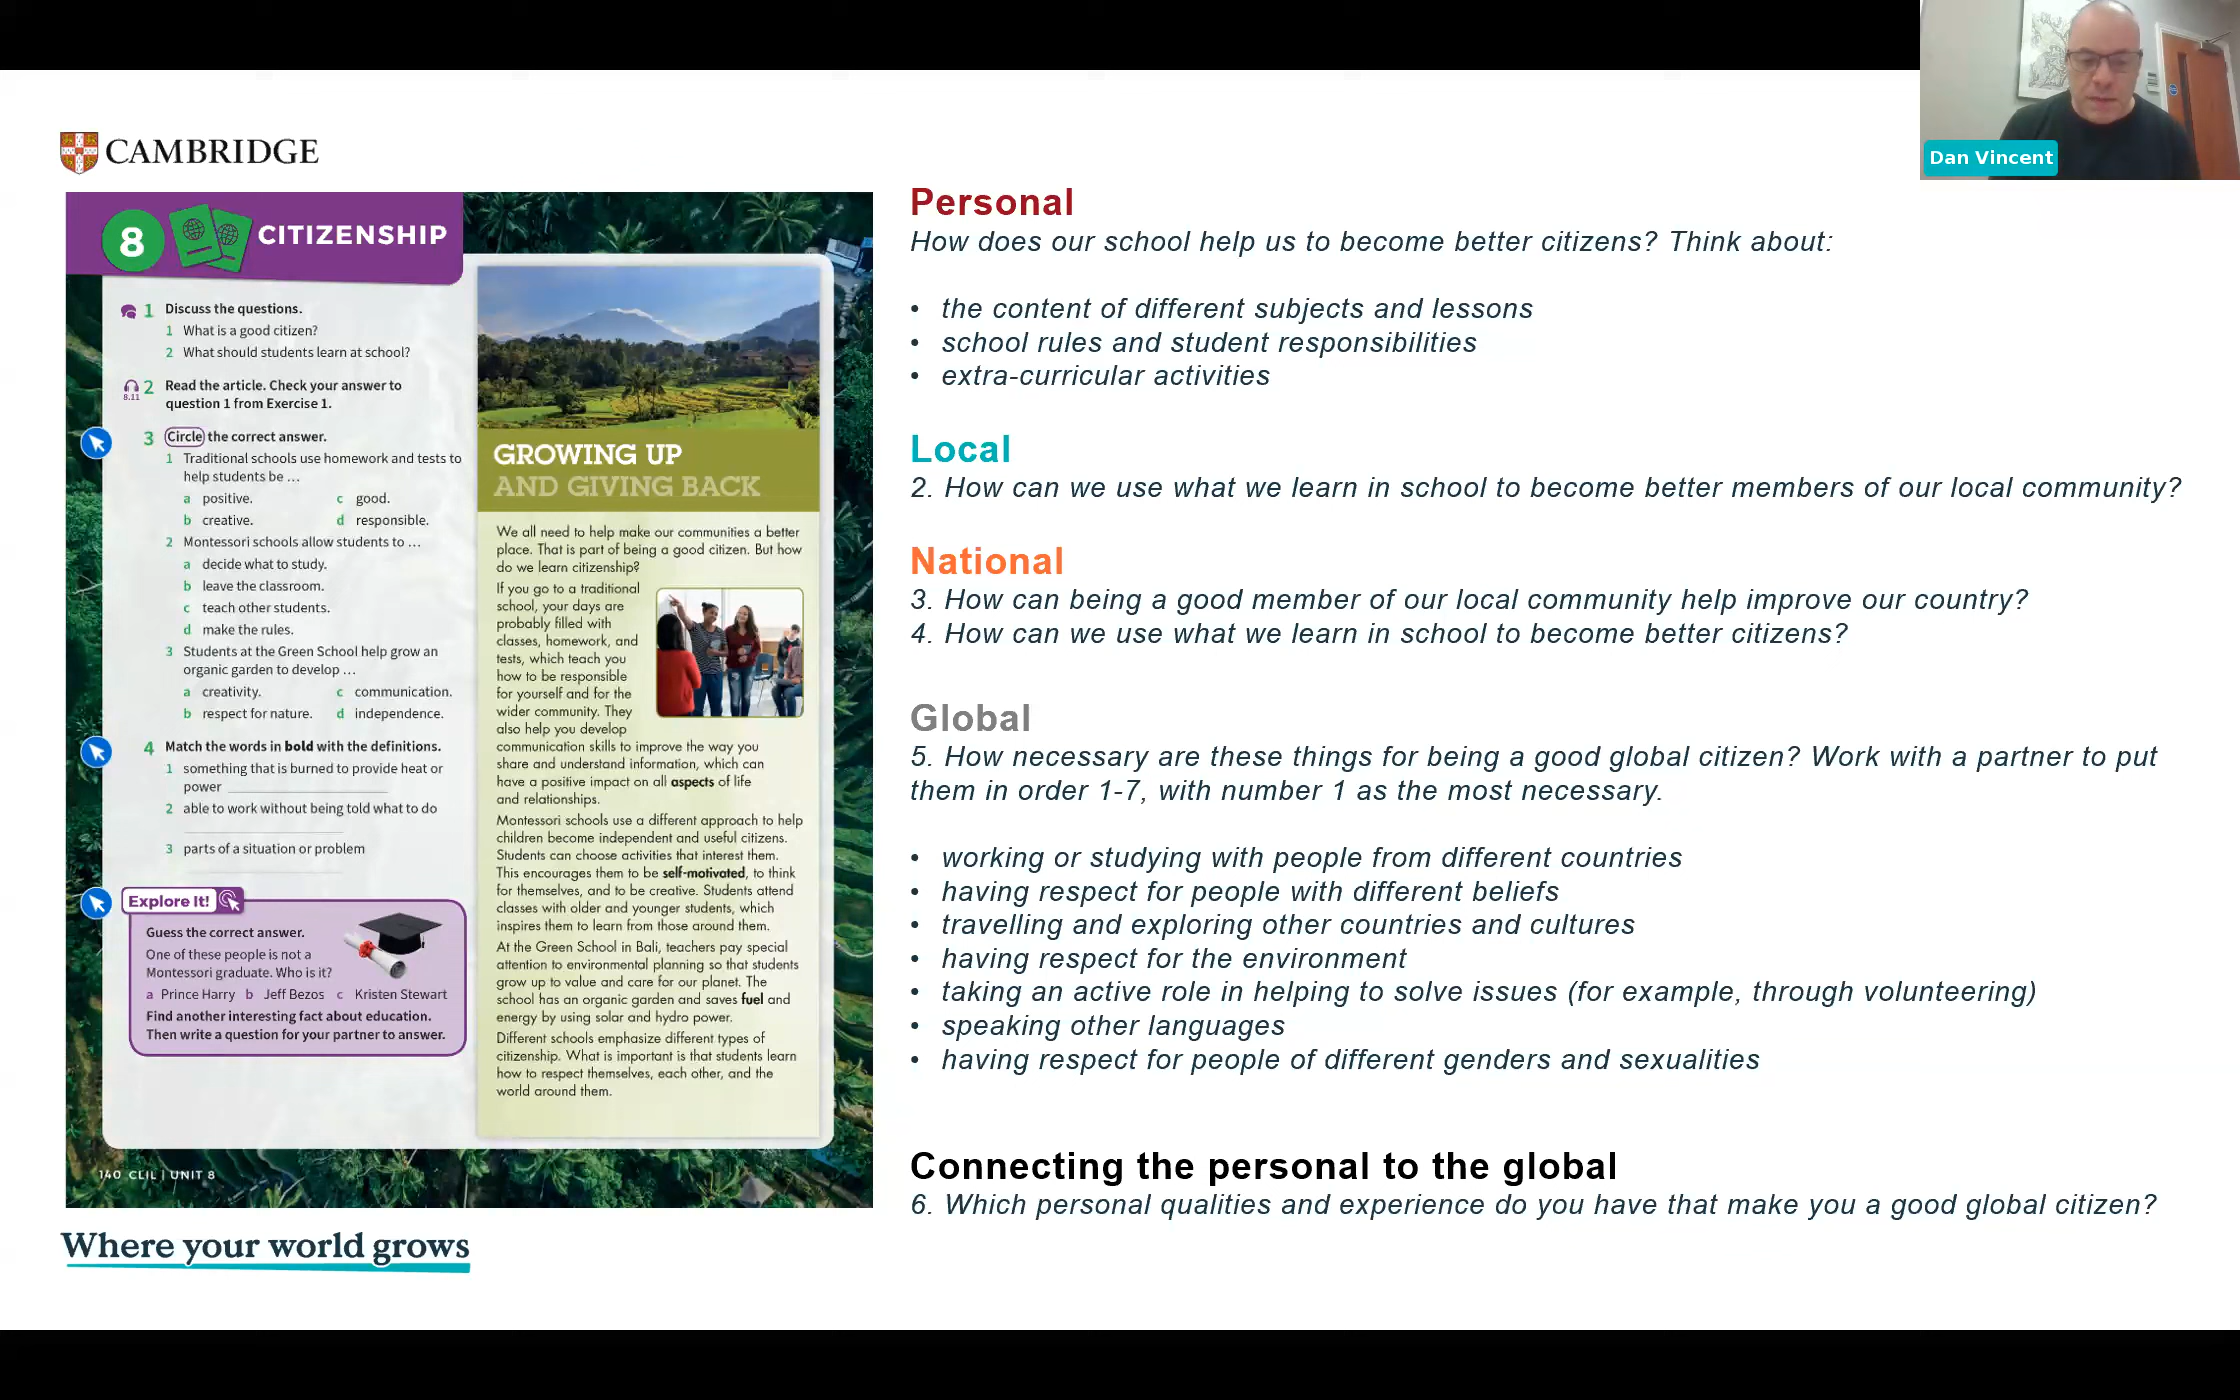 Dan Vincent
CAMBRIDGE
8 CITIZENSHIP
1 Discuss the questions.
1 What is a good citizen?
2 What should students learn at school?
8.11
2 Read the article. Check your answer to
question 1 from Exercise 1.
3 Circle the correct answer.
1 Traditional schools use homework and tests to
help students be ...
a positive. c good.
b creative. d responsible.
2 Montessori schools allow students to ...
a decide what to study.
b leave the classroom.
c teach other students.
d make the rules.
3 Students at the Green School help grow an
organic garden to develop ...
a creativity. c communication.
b respect for nature. d independence.
4 Match the words in bold with the definitions.
1 something that is burned to provide heat or
power
2 able to work without being told what to do
3 parts of a situation or problem
Explore It!
Guess the correct answer.
One of these people is not a
Montessori graduate. Who is it?
a Prince Harry b Jeff Bezos c Kristen Stewart
Find another interesting fact about education.
Then write a question for your partner to answer.
140 CLIL | UNIT 8
GROWING UP
AND GIVING BACK
We all need to help make our communities a better
place. That is part of being a good citizen. But how
do we learn citizenship?
If you go to a traditional
school, your days are
probably filled with
classes, homework, and
tests, which teach you
how to be responsible
for yourself and for the
wider community. They
also help you develop
communication skills to improve the way you
share and understand information, which can
have a positive impact on all aspects of life
and relationships.
Montessori schools use a different approach to help
children become independent and useful citizens.
Students can choose activities that interest them.
This encourages them to be self-motivated, to think
for themselves, and to be creative. Students attend
classes with older and younger students, which
inspires them to learn from those around them.
At the Green School in Bali, teachers pay special
attention to environmental planning so that students
grow up to value and care for our planet. The
school has an organic garden and saves fuel and
energy by using solar and hydro power.
Different schools emphasize different types of
citizenship. What is important is that students learn
how to respect themselves, each other, and the
world around them.
Where your world grows
Personal
How does our school help us to become better citizens? Think about:
• the content of different subjects and lessons
• school rules and student responsibilities
• extra-curricular activities
Local
2. How can we use what we learn in school to become better members of our local community?
National
3. How can being a good member of our local community help improve our country?
4. How can we use what we learn in school to become better citizens?
Global
5. How necessary are these things for being a good global citizen? Work with a partner to put
them in order 1-7, with number 1 as the most necessary.
• working or studying with people from different countries
• having respect for people with different beliefs
• travelling and exploring other countries and cultures
• having respect for the environment
• taking an active role in helping to solve issues (for example, through volunteering)
• speaking other languages
• having respect for people of different genders and sexualities
Connecting the personal to the global
6. Which personal qualities and experience do you have that make you a good global citizen?